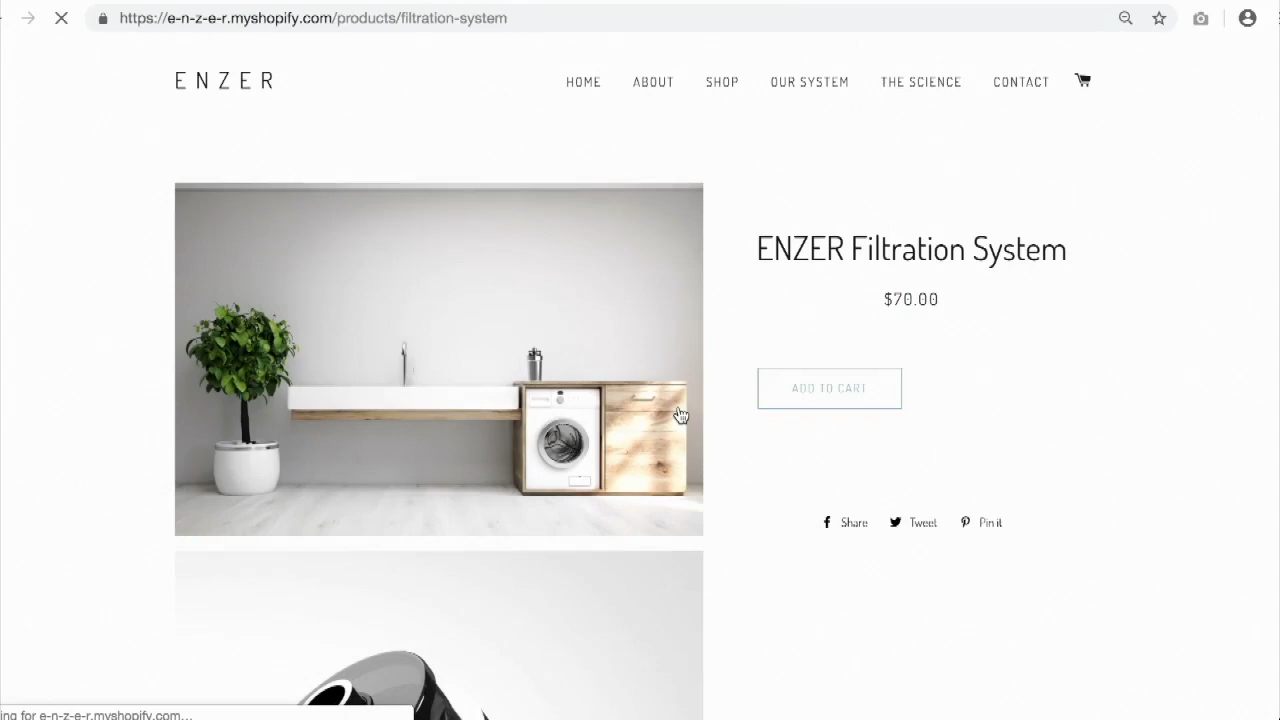 https://e-n-z-e-r.myshopify.com/products/filtration-system
ENZER
HOME ABOUT SHOP OUR SYSTEM THE SCIENCE CONTACT
ENZER Filtration System
$70.00
ADD TO CART
Share Tweet Pin it
ing for e-n-z-e-r.myshopify.com...